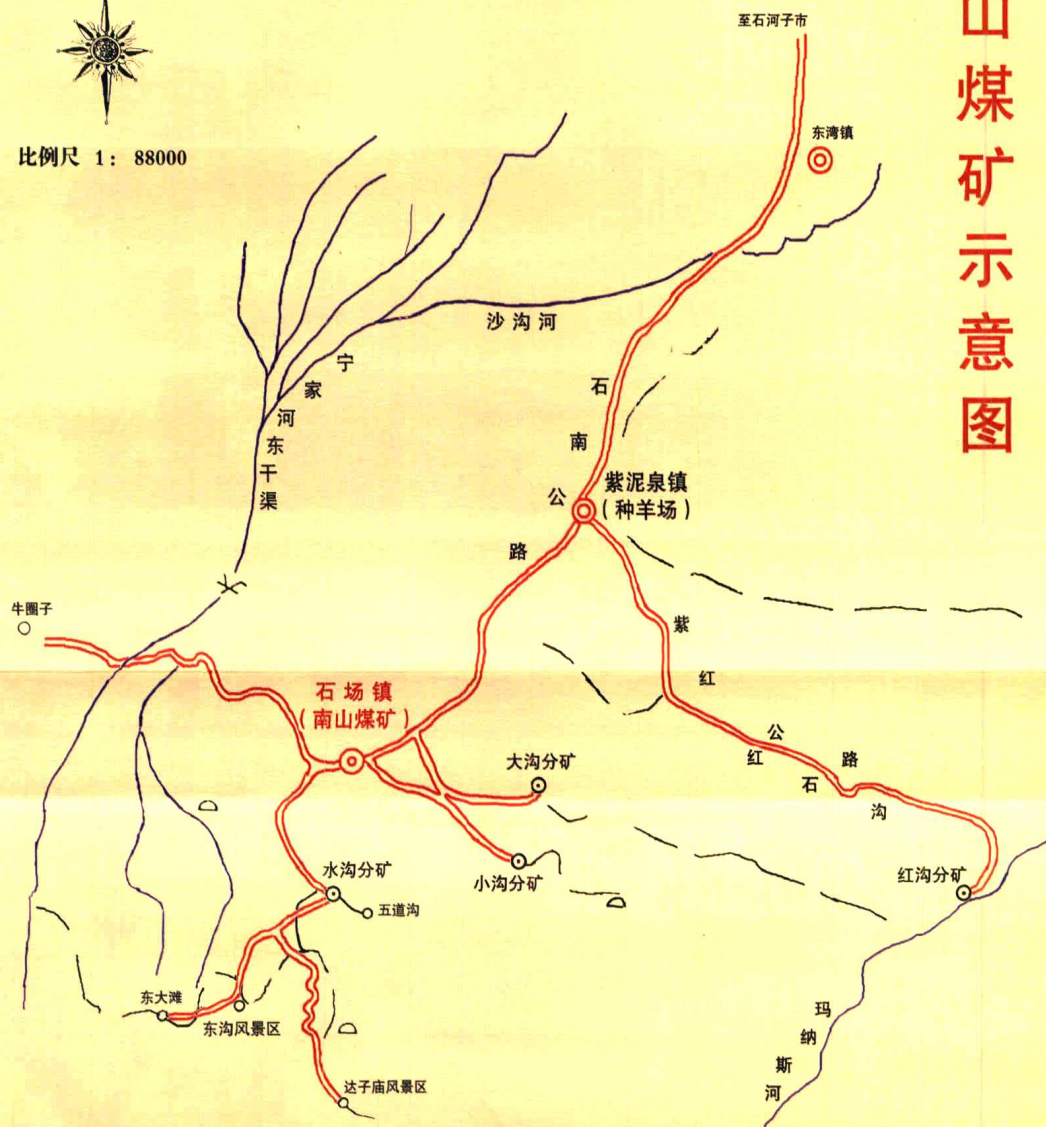 山煤矿示意图
至石河子市
东湾镇
比例尺 1: 88000
沙沟河
宁家河东干渠
石南公路
紫泥泉镇
(种羊场)
牛圈子
紫红公路
石场镇
(南山煤矿)
大沟分矿
红石沟
水沟分矿
小沟分矿
红沟分矿
五道沟
东大滩
东沟风景区
玛纳斯河
达子庙风景区